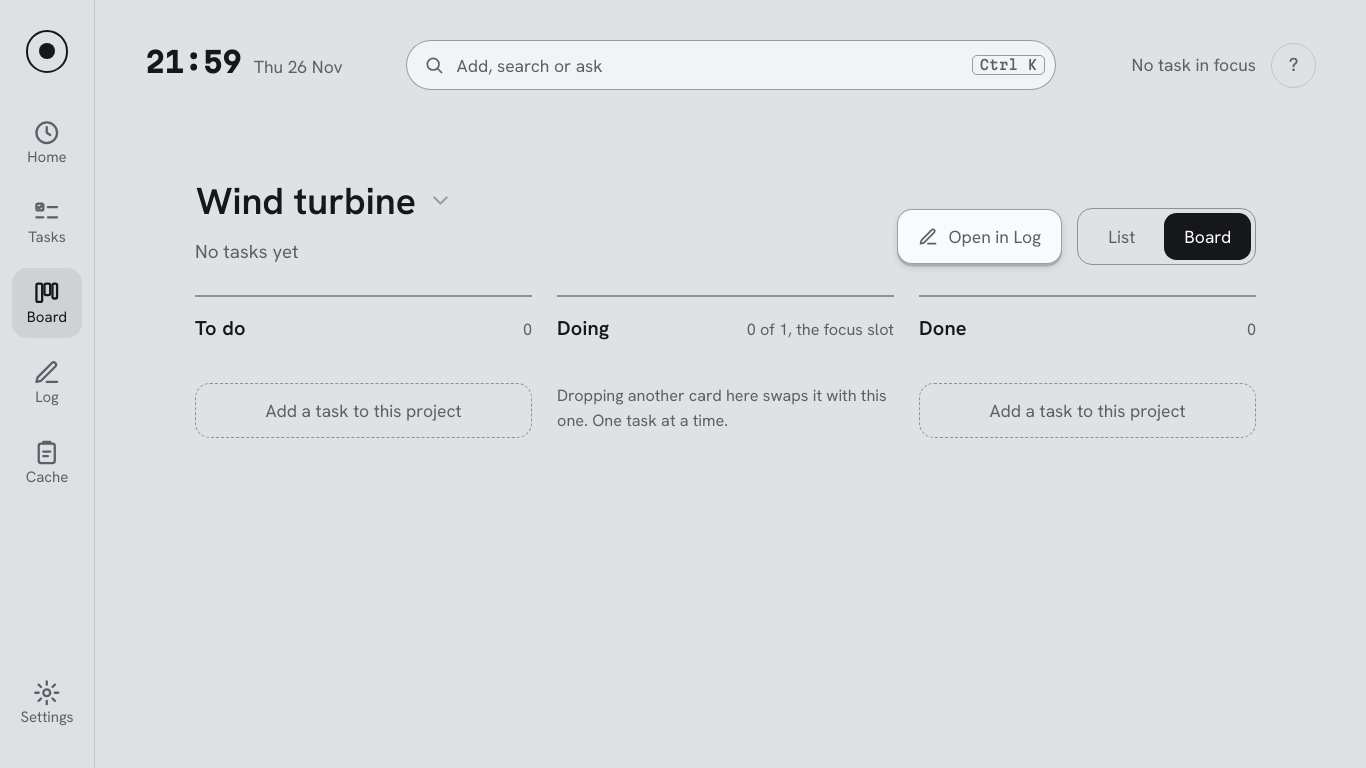 21:59 Thu 26 Nov
Add, search or ask
Ctrl K
No task in focus
?
Home
Tasks
Board
Log
Cache
Settings
Wind turbine
No tasks yet
Open in Log
List
Board
To do
0
Add a task to this project
Doing
0 of 1, the focus slot
Dropping another card here swaps it with this
one. One task at a time.
Done
0
Add a task to this project